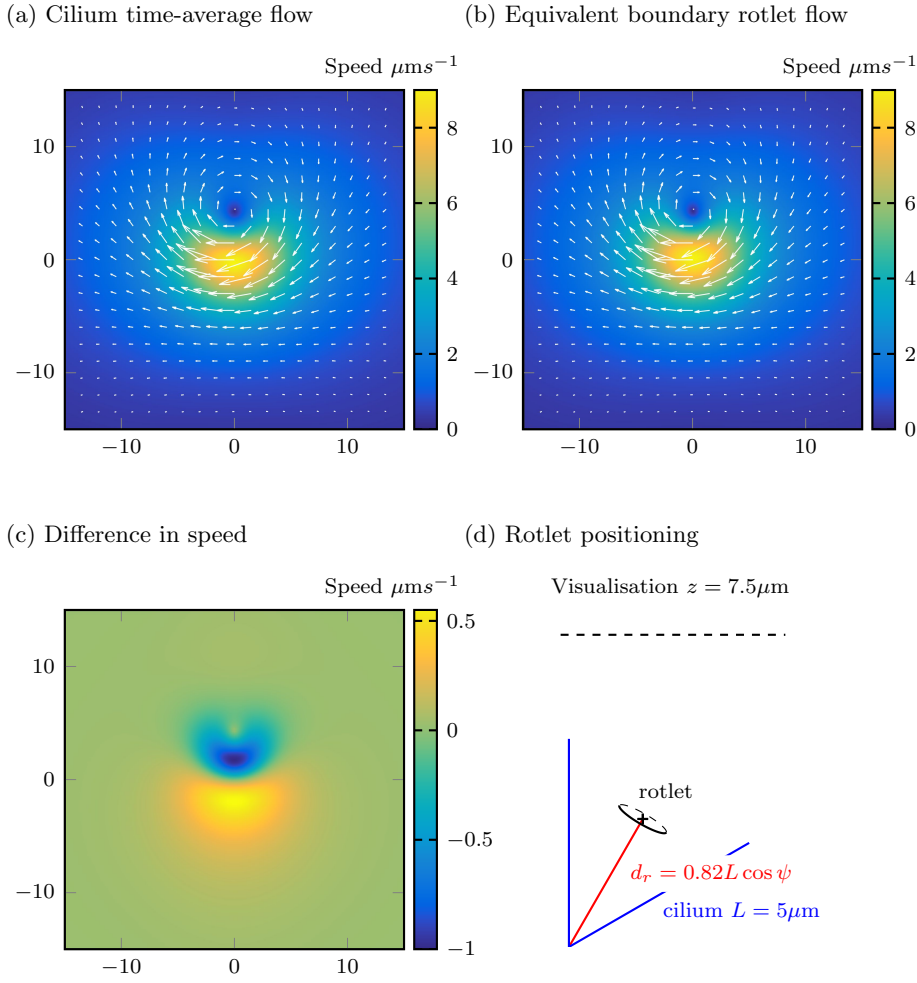 (a) Cilium time-average flow
Speed μms⁻¹
10
0
−10
−10 0 10
8
6
4
2
0
(b) Equivalent boundary rotlet flow
Speed μms⁻¹
10
0
−10
−10 0 10
8
6
4
2
0
(c) Difference in speed
Speed μms⁻¹
10
0
−10
−10 0 10
0.5
0
−0.5
−1
(d) Rotlet positioning
Visualisation z = 7.5μm
rotlet
d_r = 0.82L cos ψ
cilium L = 5μm